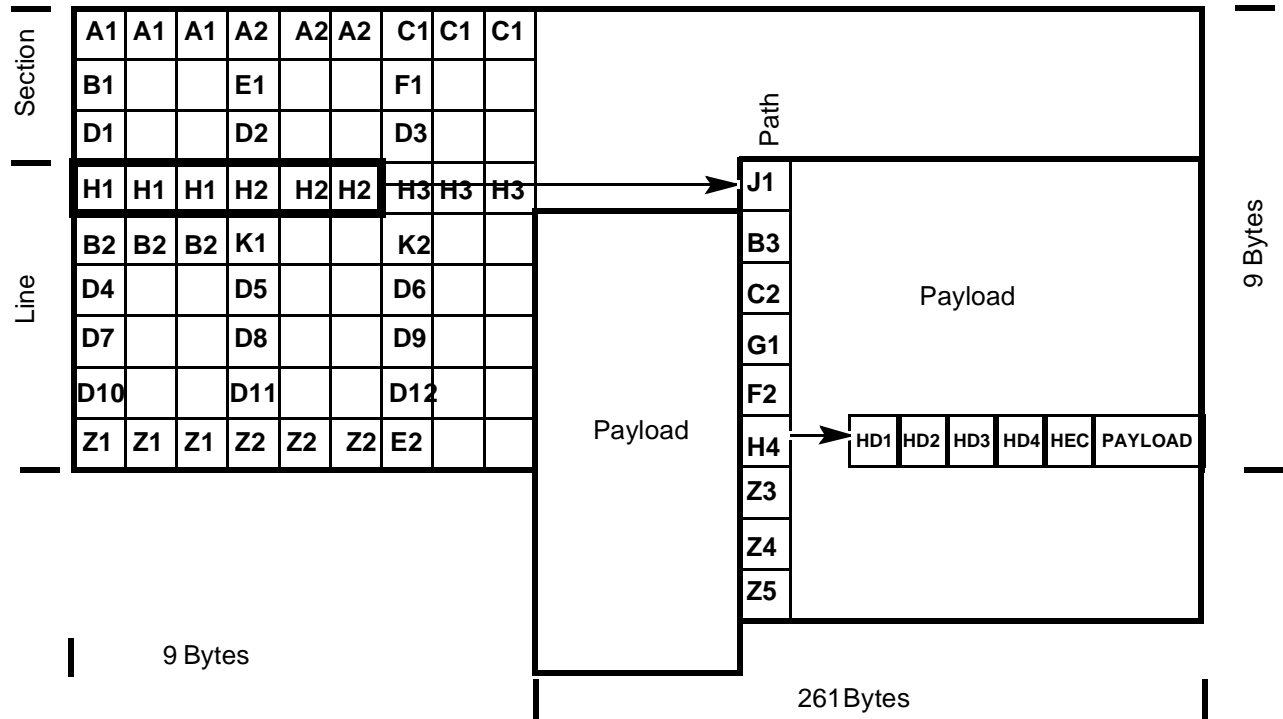 Section
A1 A1 A1 A2 A2 A2 C1 C1 C1
B1 E1 F1
D1 D2 D3
Path
Line
H1 H1 H1 H2 H2 H2 H3 H3 H3
J1
B2 B2 B2 K1 K2
B3
D4 D5 D6
C2
Payload
D7 D8 D9
G1
D10 D11 D12
F2
Z1 Z1 Z1 Z2 Z2 Z2 E2
Payload
H4
HD1 HD2 HD3 HD4 HEC PAYLOAD
Z3
Z4
Z5
9 Bytes
9 Bytes
261Bytes